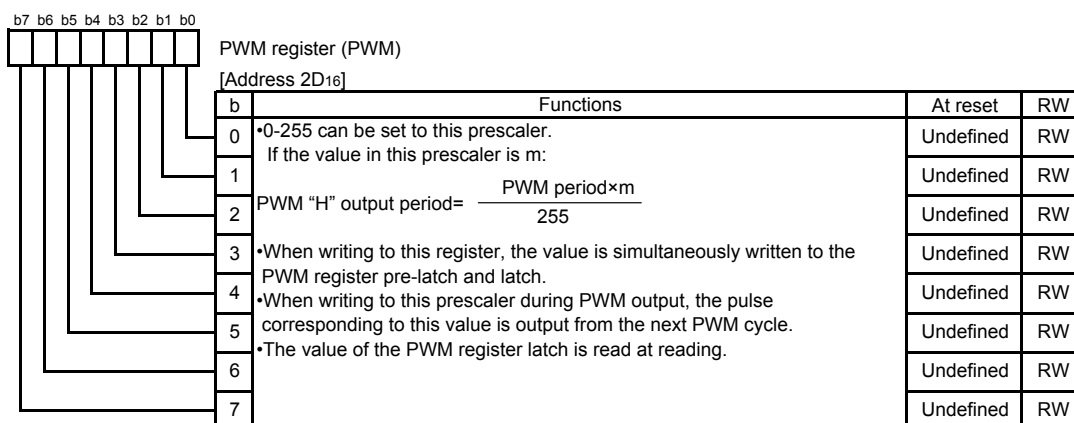 b7 b6 b5 b4 b3 b2 b1 b0
PWM register (PWM)
[Address 2D16]
b Functions At reset RW
0 •0-255 can be set to this prescaler. Undefined RW
If the value in this prescaler is m:
1 Undefined RW
PWM period×m
2 PWM “H” output period= Undefined RW
255
3 •When writing to this register, the value is simultaneously written to the Undefined RW
PWM register pre-latch and latch.
4 Undefined RW
•When writing to this prescaler during PWM output, the pulse
5 corresponding to this value is output from the next PWM cycle. Undefined RW
•The value of the PWM register latch is read at reading.
6 Undefined RW
7 Undefined RW